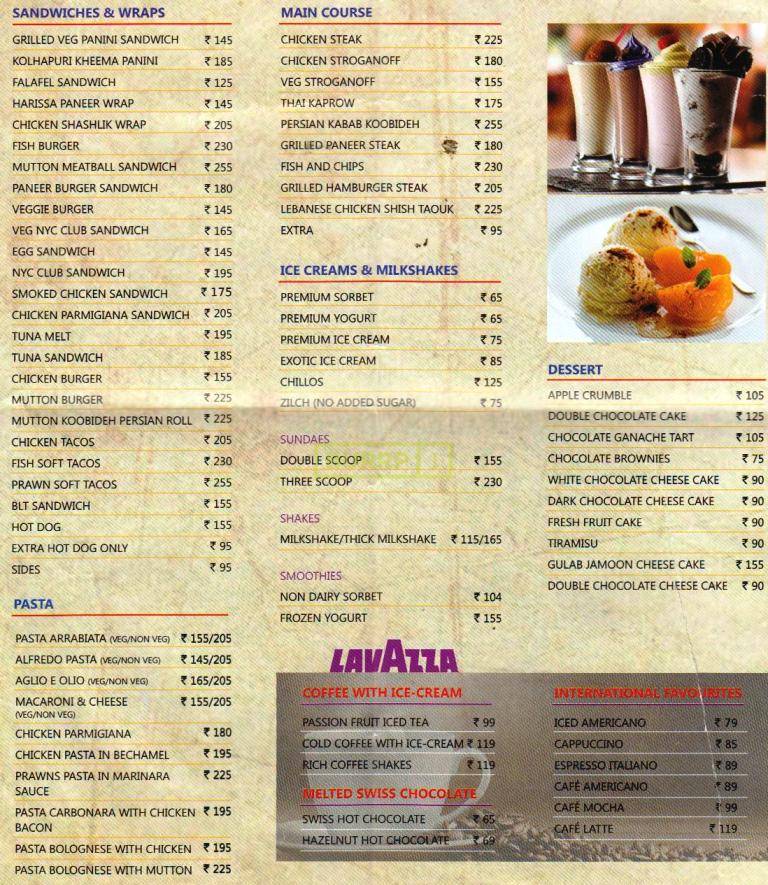 SANDWICHES & WRAPS
GRILLED VEG PANINI SANDWICH ₹ 145
KOLHAPURI KHEEMA PANINI ₹ 185
FALAFEL SANDWICH ₹ 125
HARISSA PANEER WRAP ₹ 145
CHICKEN SHASHLIK WRAP ₹ 205
FISH BURGER ₹ 230
MUTTON MEATBALL SANDWICH ₹ 255
PANEER BURGER SANDWICH ₹ 180
VEGGIE BURGER ₹ 145
VEG NYC CLUB SANDWICH ₹ 165
EGG SANDWICH ₹ 145
NYC CLUB SANDWICH ₹ 195
SMOKED CHICKEN SANDWICH ₹ 175
CHICKEN PARMIGIANA SANDWICH ₹ 205
TUNA MELT ₹ 195
TUNA SANDWICH ₹ 185
CHICKEN BURGER ₹ 155
MUTTON BURGER ₹ 225
MUTTON KOOBIDEH PERSIAN ROLL ₹ 225
CHICKEN TACOS ₹ 205
FISH SOFT TACOS ₹ 230
PRAWN SOFT TACOS ₹ 255
BLT SANDWICH ₹ 155
HOT DOG ₹ 155
EXTRA HOT DOG ONLY ₹ 95
SIDES ₹ 95
PASTA
PASTA ARRABIATA (VEG/NON VEG) ₹ 155/205
ALFREDO PASTA (VEG/NON VEG) ₹ 145/205
AGLIO E OLIO (VEG/NON VEG) ₹ 165/205
MACARONI & CHEESE ₹ 155/205
(VEG/NON VEG)
CHICKEN PARMIGIANA ₹ 180
CHICKEN PASTA IN BECHAMEL ₹ 195
PRAWNS PASTA IN MARINARA ₹ 225
SAUCE
PASTA CARBONARA WITH CHICKEN ₹ 195
BACON
PASTA BOLOGNESE WITH CHICKEN ₹ 195
PASTA BOLOGNESE WITH MUTTON ₹ 225
MAIN COURSE
CHICKEN STEAK ₹ 225
CHICKEN STROGANOFF ₹ 180
VEG STROGANOFF ₹ 155
THAI KAPROW ₹ 175
PERSIAN KABAB KOOBIDEH ₹ 255
GRILLED PANEER STEAK ₹ 180
FISH AND CHIPS ₹ 230
GRILLED HAMBURGER STEAK ₹ 205
LEBANESE CHICKEN SHISH TAOUK ₹ 225
EXTRA ₹ 95
ICE CREAMS & MILKSHAKES
PREMIUM SORBET ₹ 65
PREMIUM YOGURT ₹ 65
PREMIUM ICE CREAM ₹ 75
EXOTIC ICE CREAM ₹ 85
CHILLOS ₹ 125
ZILCH (NO ADDED SUGAR) ₹ 75
SUNDAES
DOUBLE SCOOP ₹ 155
THREE SCOOP ₹ 230
SHAKES
MILKSHAKE/THICK MILKSHAKE ₹ 115/165
SMOOTHIES
NON DAIRY SORBET ₹ 104
FROZEN YOGURT ₹ 155
DESSERT
APPLE CRUMBLE ₹ 105
DOUBLE CHOCOLATE CAKE ₹ 125
CHOCOLATE GANACHE TART ₹ 105
CHOCOLATE BROWNIES ₹ 75
WHITE CHOCOLATE CHEESE CAKE ₹ 90
DARK CHOCOLATE CHEESE CAKE ₹ 90
FRESH FRUIT CAKE ₹ 90
TIRAMISU ₹ 90
GULAB JAMOON CHEESE CAKE ₹ 155
DOUBLE CHOCOLATE CHEESE CAKE ₹ 90
LAVAZZA
COFFEE WITH ICE-CREAM
PASSION FRUIT ICED TEA ₹ 99
COLD COFFEE WITH ICE-CREAM ₹ 119
RICH COFFEE SHAKES ₹ 119
MELTED SWISS CHOCOLATE
SWISS HOT CHOCOLATE ₹ 65
HAZELNUT HOT CHOCOLATE ₹ 69
INTERNATIONAL FAVOURITES
ICED AMERICANO ₹ 79
CAPPUCCINO ₹ 85
ESPRESSO ITALIANO ₹ 89
CAFÉ AMERICANO ₹ 89
CAFÉ MOCHA ₹ 99
CAFÉ LATTE ₹ 119